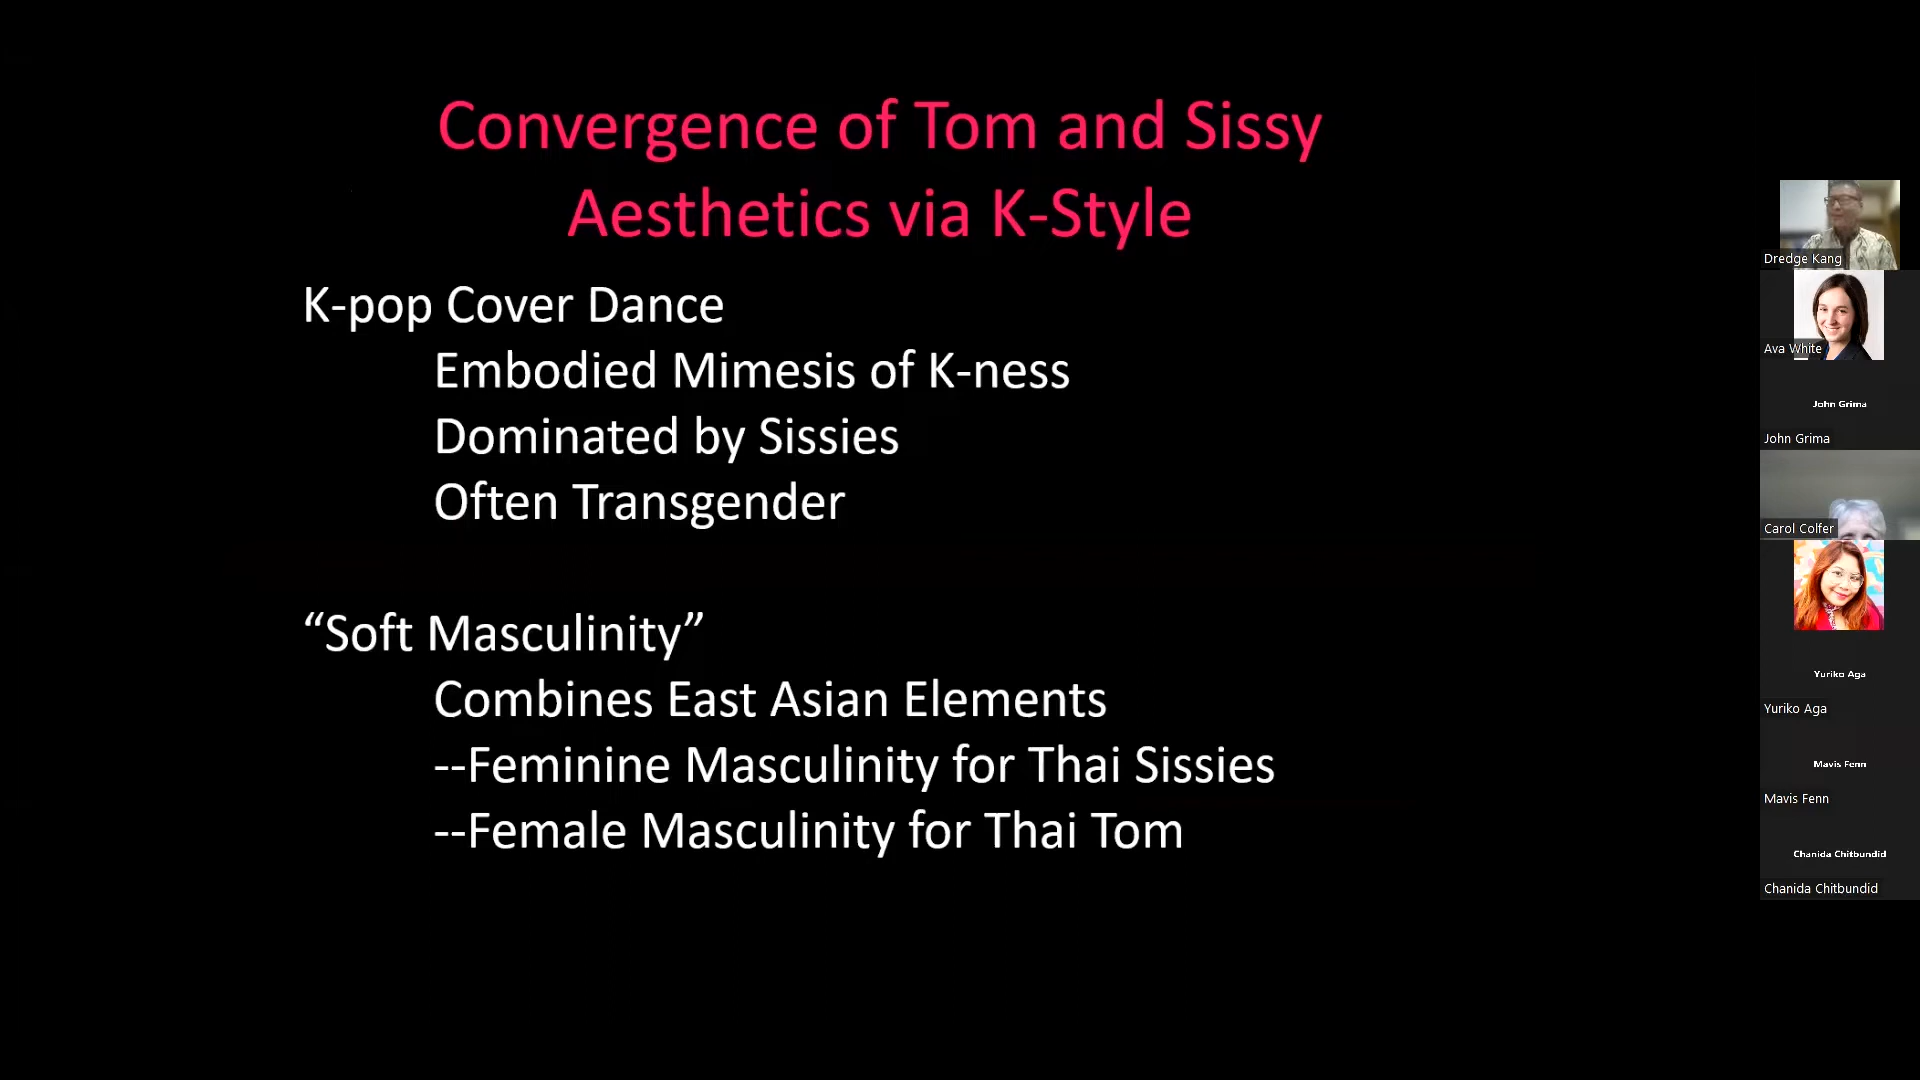 Convergence of Tom and Sissy
Aesthetics via K-Style
K-pop Cover Dance
Embodied Mimesis of K-ness
Dominated by Sissies
Often Transgender
“Soft Masculinity”
Combines East Asian Elements
--Feminine Masculinity for Thai Sissies
--Female Masculinity for Thai Tom
Dredge Kang
Ava White
John Grima
John Grima
Carol Colfer
Yuriko Aga
Yuriko Aga
Mavis Fenn
Mavis Fenn
Chanida Chitbundid
Chanida Chitbundid